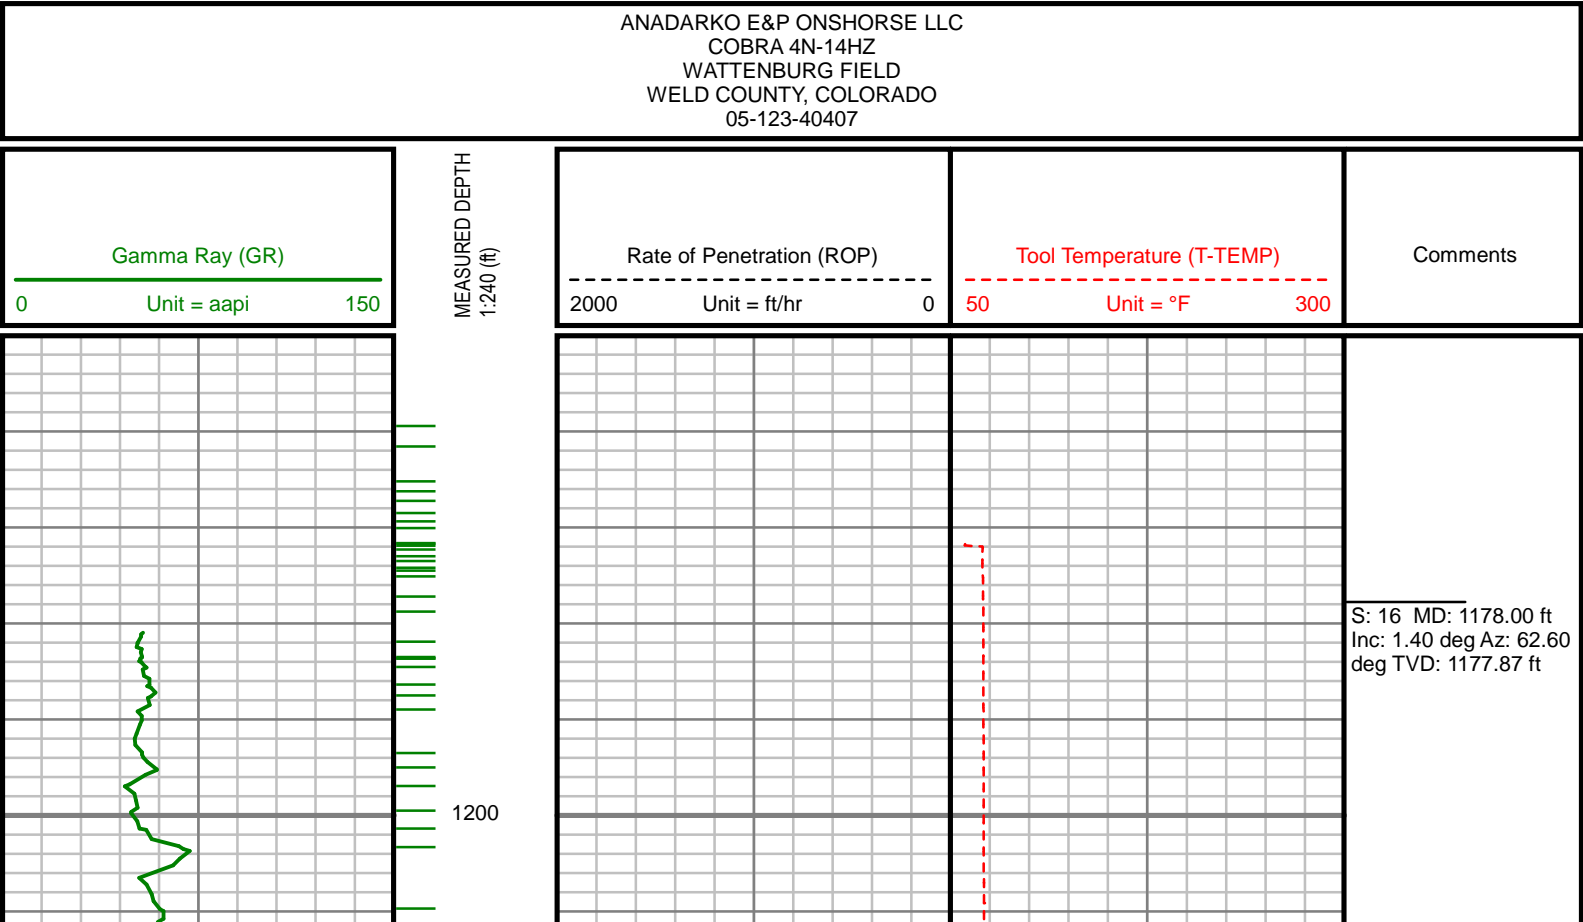 ANADARKO E&P ONSHORSE LLC
COBRA 4N-14HZ
WATTENBURG FIELD
WELD COUNTY, COLORADO
05-123-40407
Gamma Ray (GR)
0 Unit = aapi 150
MEASURED DEPTH
1:240 (ft)
Rate of Penetration (ROP)
2000 Unit = ft/hr 0
Tool Temperature (T-TEMP)
50 Unit = °F 300
Comments
S: 16 MD: 1178.00 ft
Inc: 1.40 deg Az: 62.60
deg TVD: 1177.87 ft
1200